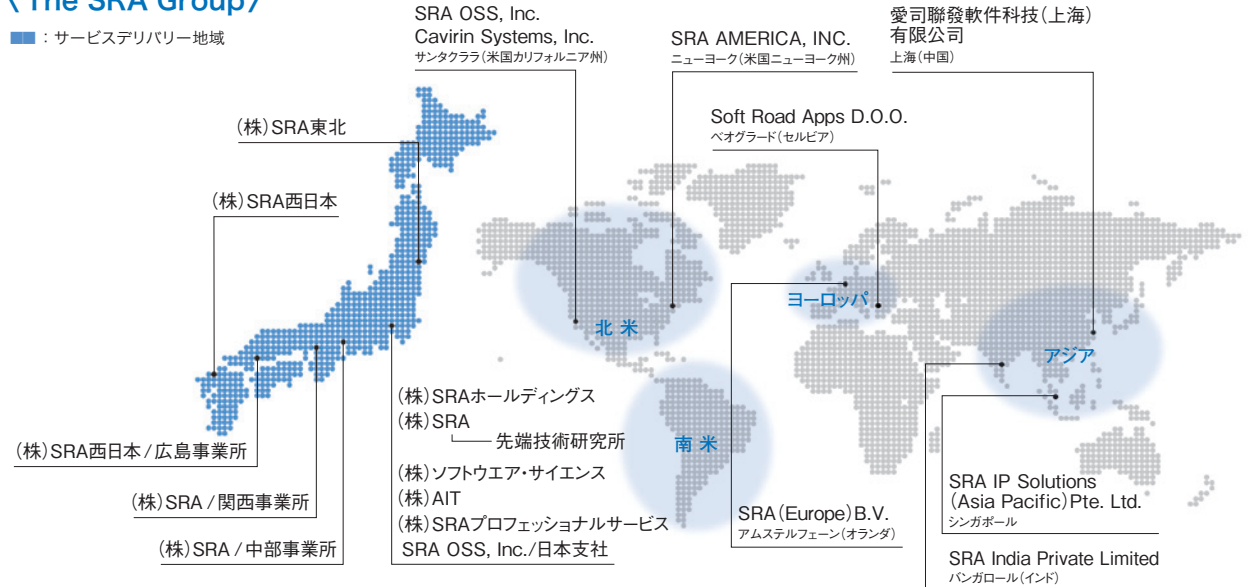 〈The SRA Group〉
■■：サービスデリバリー地域
SRA OSS, Inc.
Cavirin Systems, Inc.
サンタクララ（米国カリフォルニア州）
SRA AMERICA, INC.
ニューヨーク（米国ニューヨーク州）
愛司聯發軟件科技（上海）
有限公司
上海（中国）
Soft Road Apps D.O.O.
ベオグラード（セルビア）
（株）SRA東北
（株）SRA西日本
北米
ヨーロッパ
アジア
南米
（株）SRAホールディングス
（株）SRA
先端技術研究所
（株）ソフトウエア・サイエンス
（株）AIT
（株）SRAプロフェッショナルサービス
SRA OSS, Inc./日本支社
（株）SRA西日本/広島事業所
（株）SRA/関西事業所
（株）SRA/中部事業所
SRA（Europe）B.V.
アムステルフェーン（オランダ）
SRA IP Solutions
（Asia Pacific）Pte. Ltd.
シンガポール
SRA India Private Limited
バンガロール（インド）